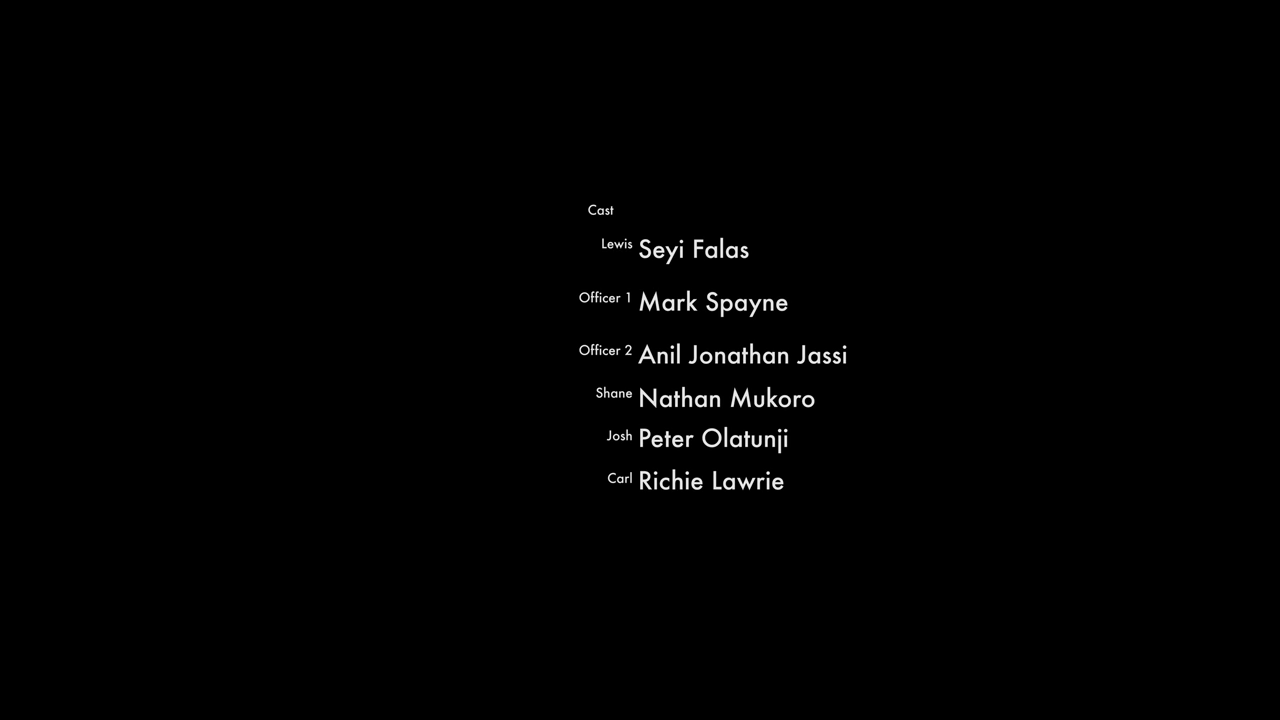 Cast
Lewis Seyi Falas
Officer 1 Mark Spayne
Officer 2 Anil Jonathan Jassi
Shane Nathan Mukoro
Josh Peter Olatunji
Carl Richie Lawrie